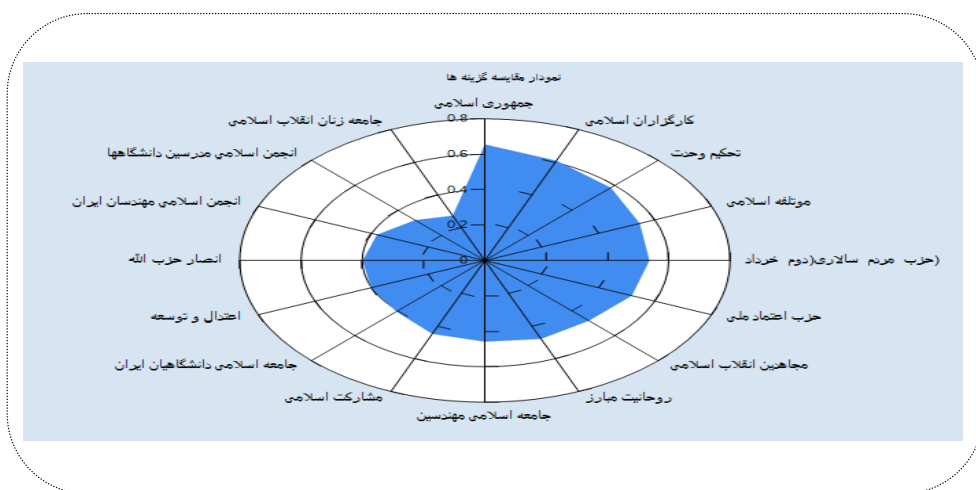 نمودار مقایسه گزینه ها
جمهوری اسلامی
کارگزاران اسلامی
تحکیم وحدت
موتلفه اسلامی
(حزب مردم سالاری(دوم خرداد
حزب اعتماد ملی
مجاهدین انقلاب اسلامی
روحانیت مبارز
جامعه اسلامی مهندسین
مشارکت اسلامی
جامعه اسلامی دانشگاهیان ایران
اعتدال و توسعه
انصار حزب الله
انجمن اسلامی مهندسان ایران
انجمن اسلامی مدرسین دانشگاهها
جامعه زنان انقلاب اسلامی
0.8
0.6
0.4
0.2
0